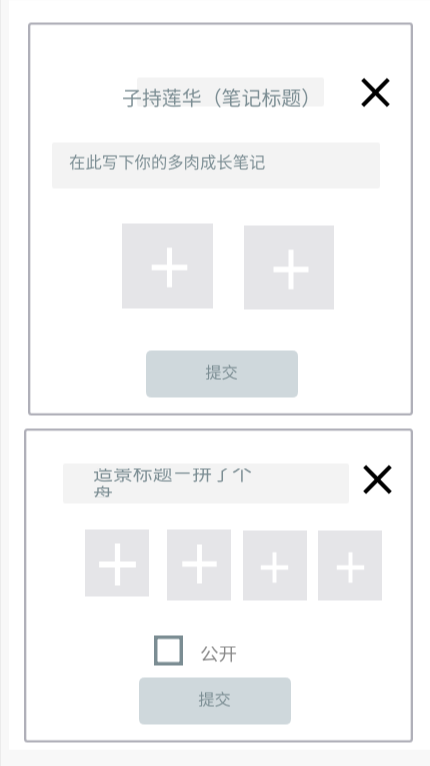 子持莲华（笔记标题）
在此写下你的多肉成长笔记
提交
造景标题一拼了个
盘
公开
提交